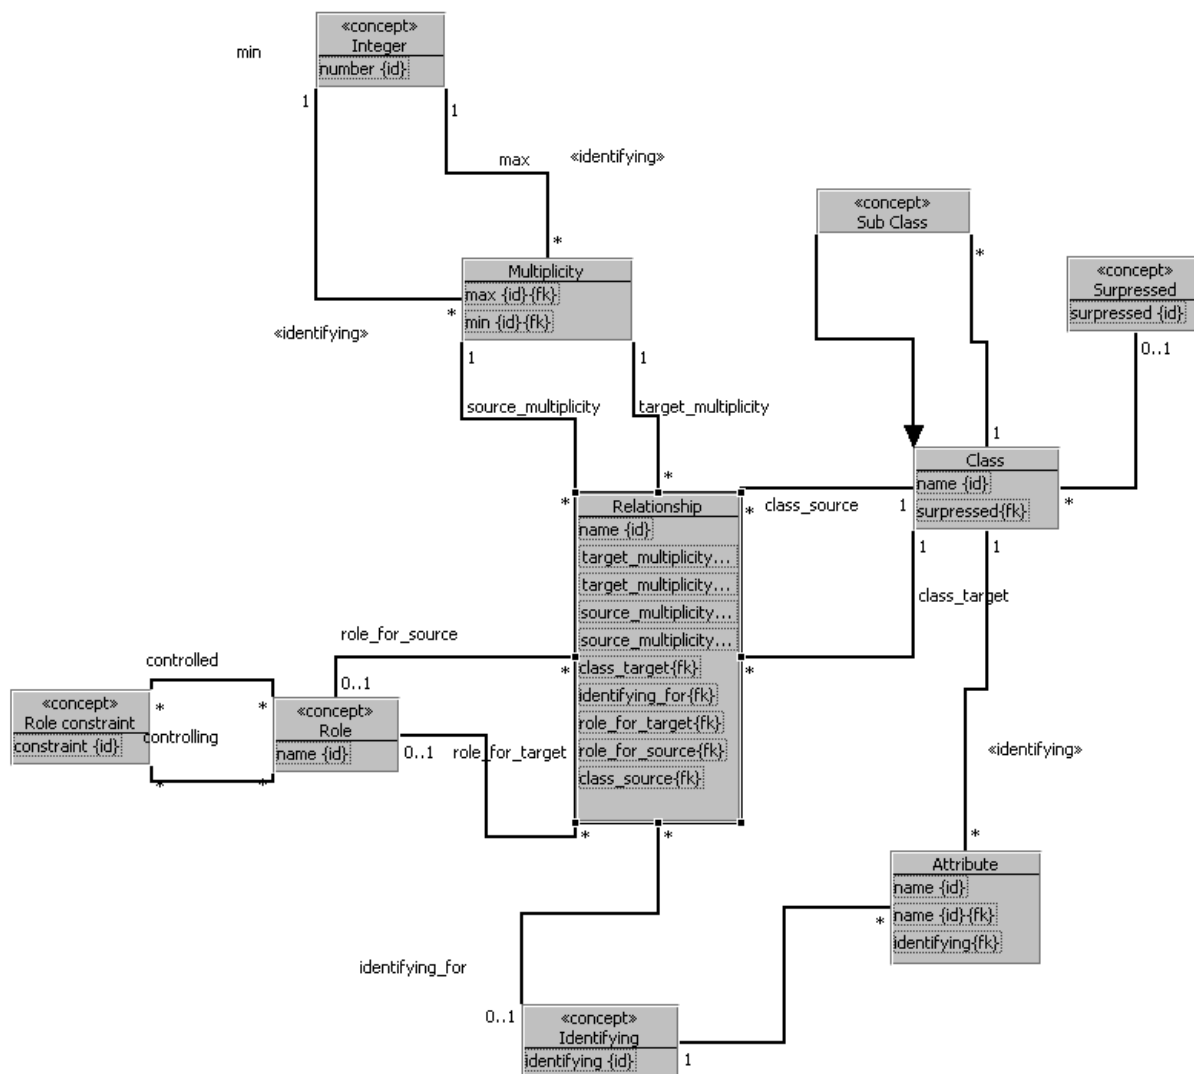 «concept»
Integer
number {id}
min
1
1
max
«identifying»
*
Multiplicity
max {id}-{fk}
min {id}-{fk}
*
«identifying»
1
1
source_multiplicity
target_multiplicity
*
*
«concept»
Sub Class
*
«concept»
Surpressed
surpressed {id}
0..1
1
Class
name {id}
surpressed{fk}
*
1
1
1
class_source
*
class_target
*
Relationship
name {id}
target_multiplicity...
target_multiplicity...
source_multiplicity...
source_multiplicity...
class_target{fk}
identifying_for{fk}
role_for_target{fk}
role_for_source{fk}
class_source{fk}
role_for_source
*
0..1
controlled
*
*
«concept»
Role constraint
constraint {id}
controlling
*
*
«concept»
Role
name {id}
0..1
role_for_target
*
*
«identifying»
*
Attribute
name {id}
name {id}-{fk}
identifying{fk}
*
identifying_for
0..1
«concept»
Identifying
identifying {id}
1